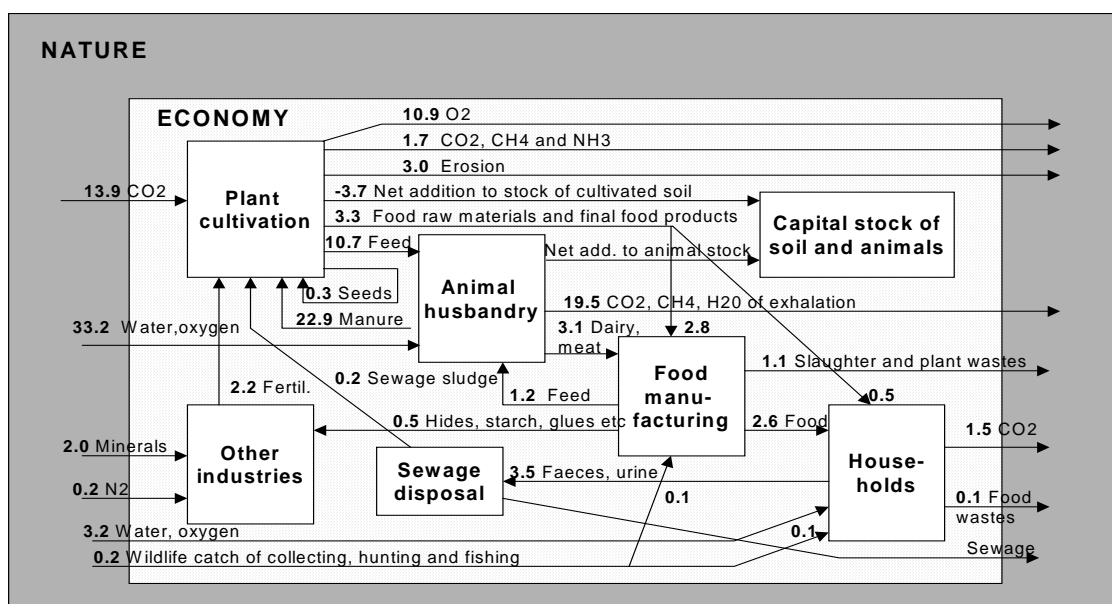 NATURE
ECONOMY
10.9 O2
1.7 CO2, CH4 and NH3
3.0 Erosion
13.9 CO2
Plant
cultivation
-3.7 Net addition to stock of cultivated soil
3.3 Food raw materials and final food products
Capital stock of
soil and animals
10.7 Feed
Net add. to animal stock
Animal
husbandry
0.3 Seeds
19.5 CO2, CH4, H20 of exhalation
22.9 Manure
33.2 Water,oxygen
3.1 Dairy,
meat
2.8
1.1 Slaughter and plant wastes
0.2 Sewage sludge
Food
manu-
facturing
2.2 Fertil.
1.2 Feed
0.5
0.5 Hides, starch, glues etc
2.6 Food
1.5 CO2
2.0 Minerals
Other
industries
Sewage
disposal
3.5 Faeces, urine
House-
holds
0.2 N2
0.1
0.1 Food
wastes
3.2 Water, oxygen
0.1
Sewage
0.2 Wildlife catch of collecting, hunting and fishing